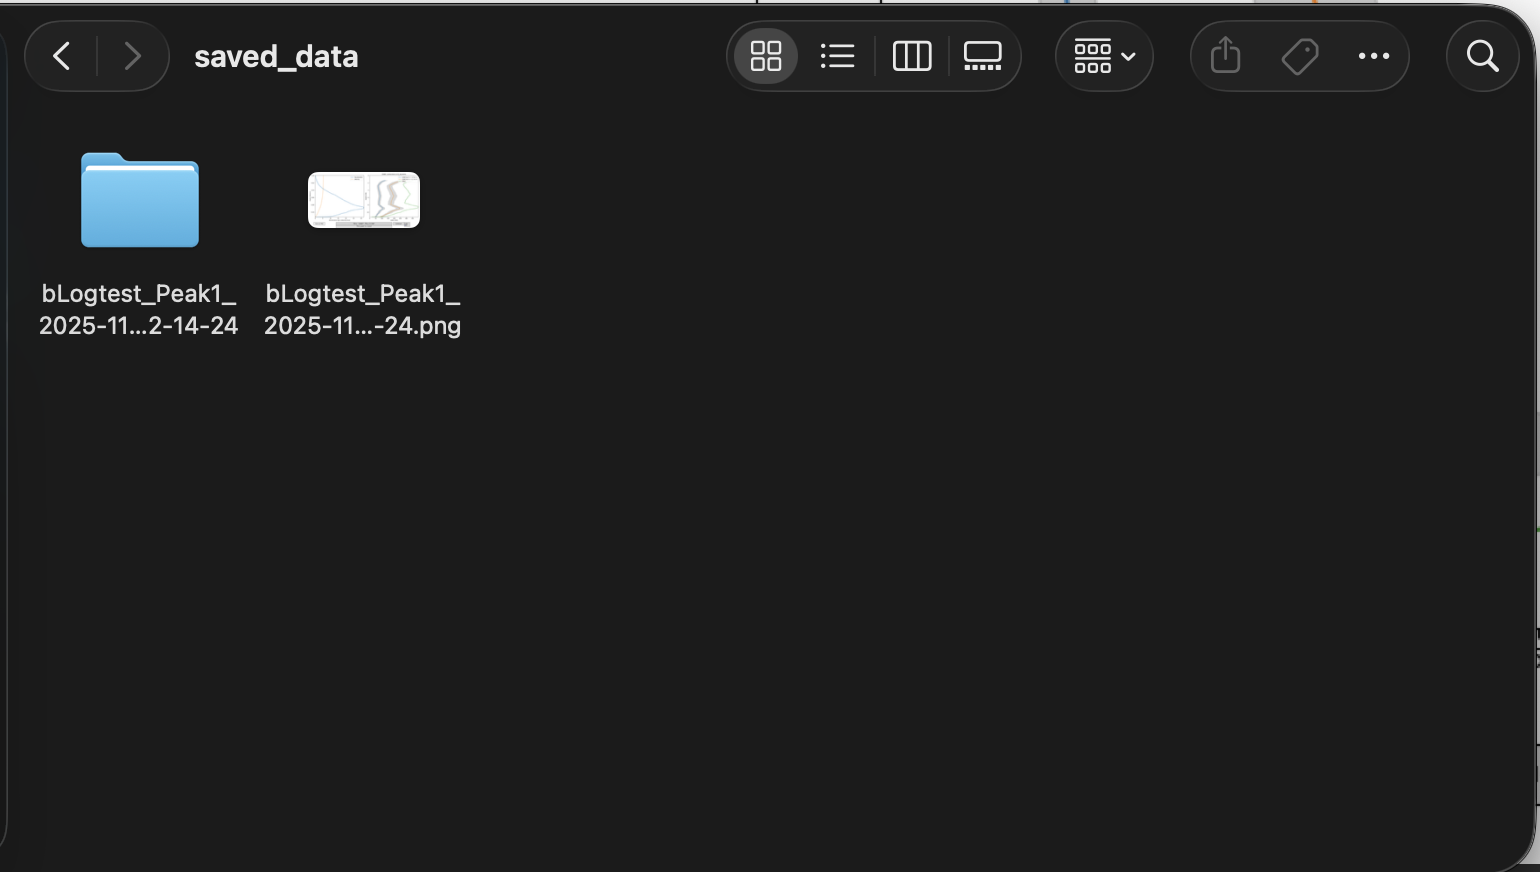 saved_data
bLogtest_Peak1_
2025-11...2-14-24
bLogtest_Peak1_
2025-11...-24.png